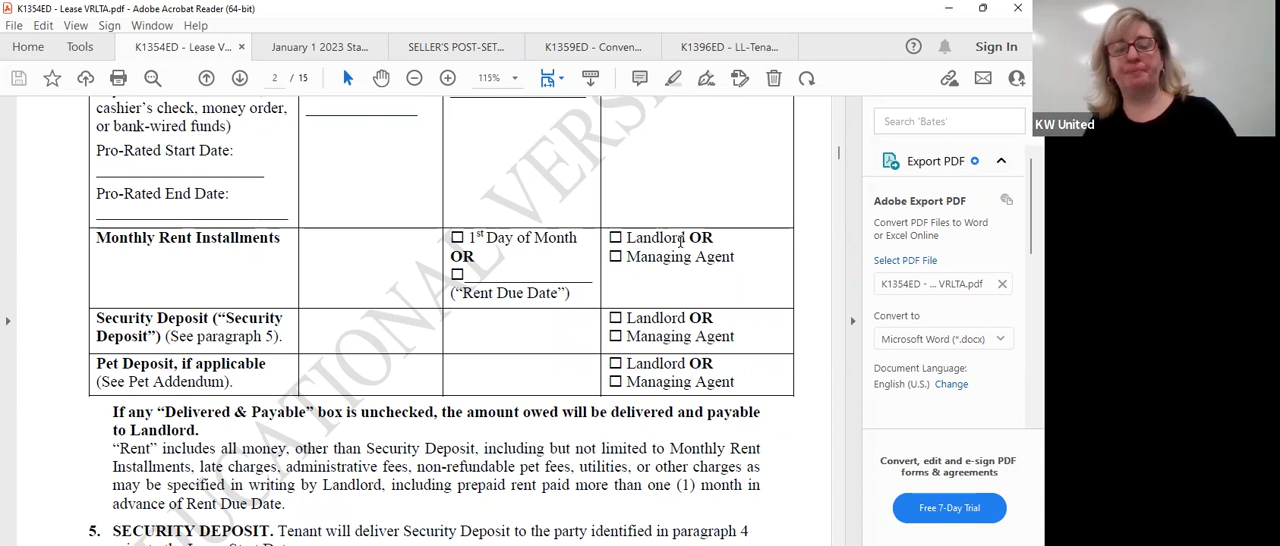 K1354ED - Lease VRLTA.pdf - Adobe Acrobat Reader (64-bit)
File Edit View Sign Window Help
Home Tools K1354ED - Lease V... × January 1 2023 Sta... SELLER'S POST-SET... K1359ED - Conven... K1396ED - LL-Tena... Sign In
2 / 15 115%
cashier's check, money order,
or bank-wired funds)
Pro-Rated Start Date:
Pro-Rated End Date:
Monthly Rent Installments ☐ 1st Day of Month ☐ Landlord OR
OR ☐ Managing Agent
☐ ________________
("Rent Due Date")
Security Deposit ("Security ☐ Landlord OR
Deposit") (See paragraph 5). ☐ Managing Agent
Pet Deposit, if applicable ☐ Landlord OR
(See Pet Addendum). ☐ Managing Agent
If any "Delivered & Payable" box is unchecked, the amount owed will be delivered and payable
to Landlord.
"Rent" includes all money, other than Security Deposit, including but not limited to Monthly Rent
Installments, late charges, administrative fees, non-refundable pet fees, utilities, or other charges as
may be specified in writing by Landlord, including prepaid rent paid more than one (1) month in
advance of Rent Due Date.
5. SECURITY DEPOSIT. Tenant will deliver Security Deposit to the party identified in paragraph 4
Search 'Bates'
Export PDF
Adobe Export PDF
Convert PDF Files to Word
or Excel Online
Select PDF File
K1354ED - ... VRLTA.pdf ×
Convert to
Microsoft Word (*.docx)
Document Language:
English (U.S.) Change
Convert, edit and e-sign PDF
forms & agreements
Free 7-Day Trial
KW United